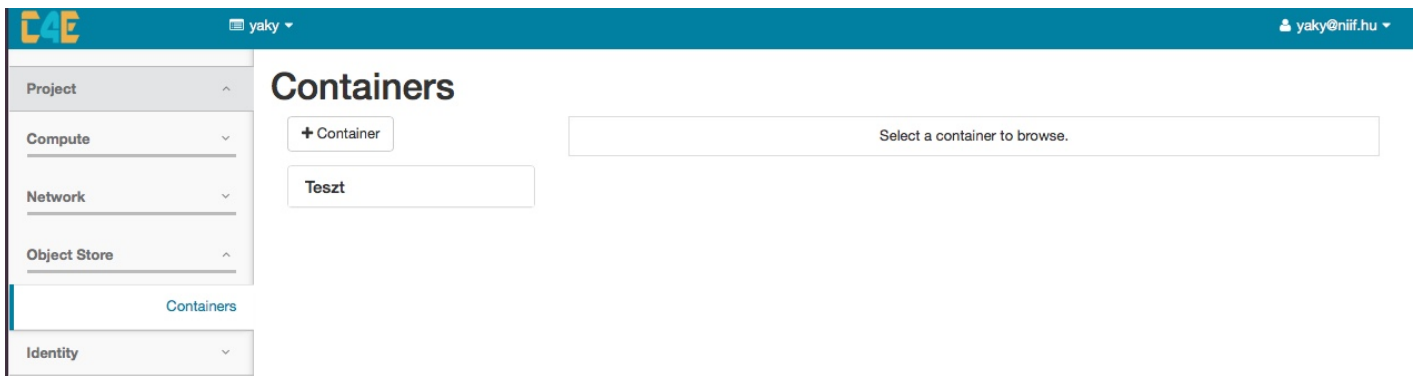 C4E
yaky
yaky@niif.hu
Project
Compute
Network
Object Store
Containers
Identity
Containers
+ Container
Teszt
Select a container to browse.